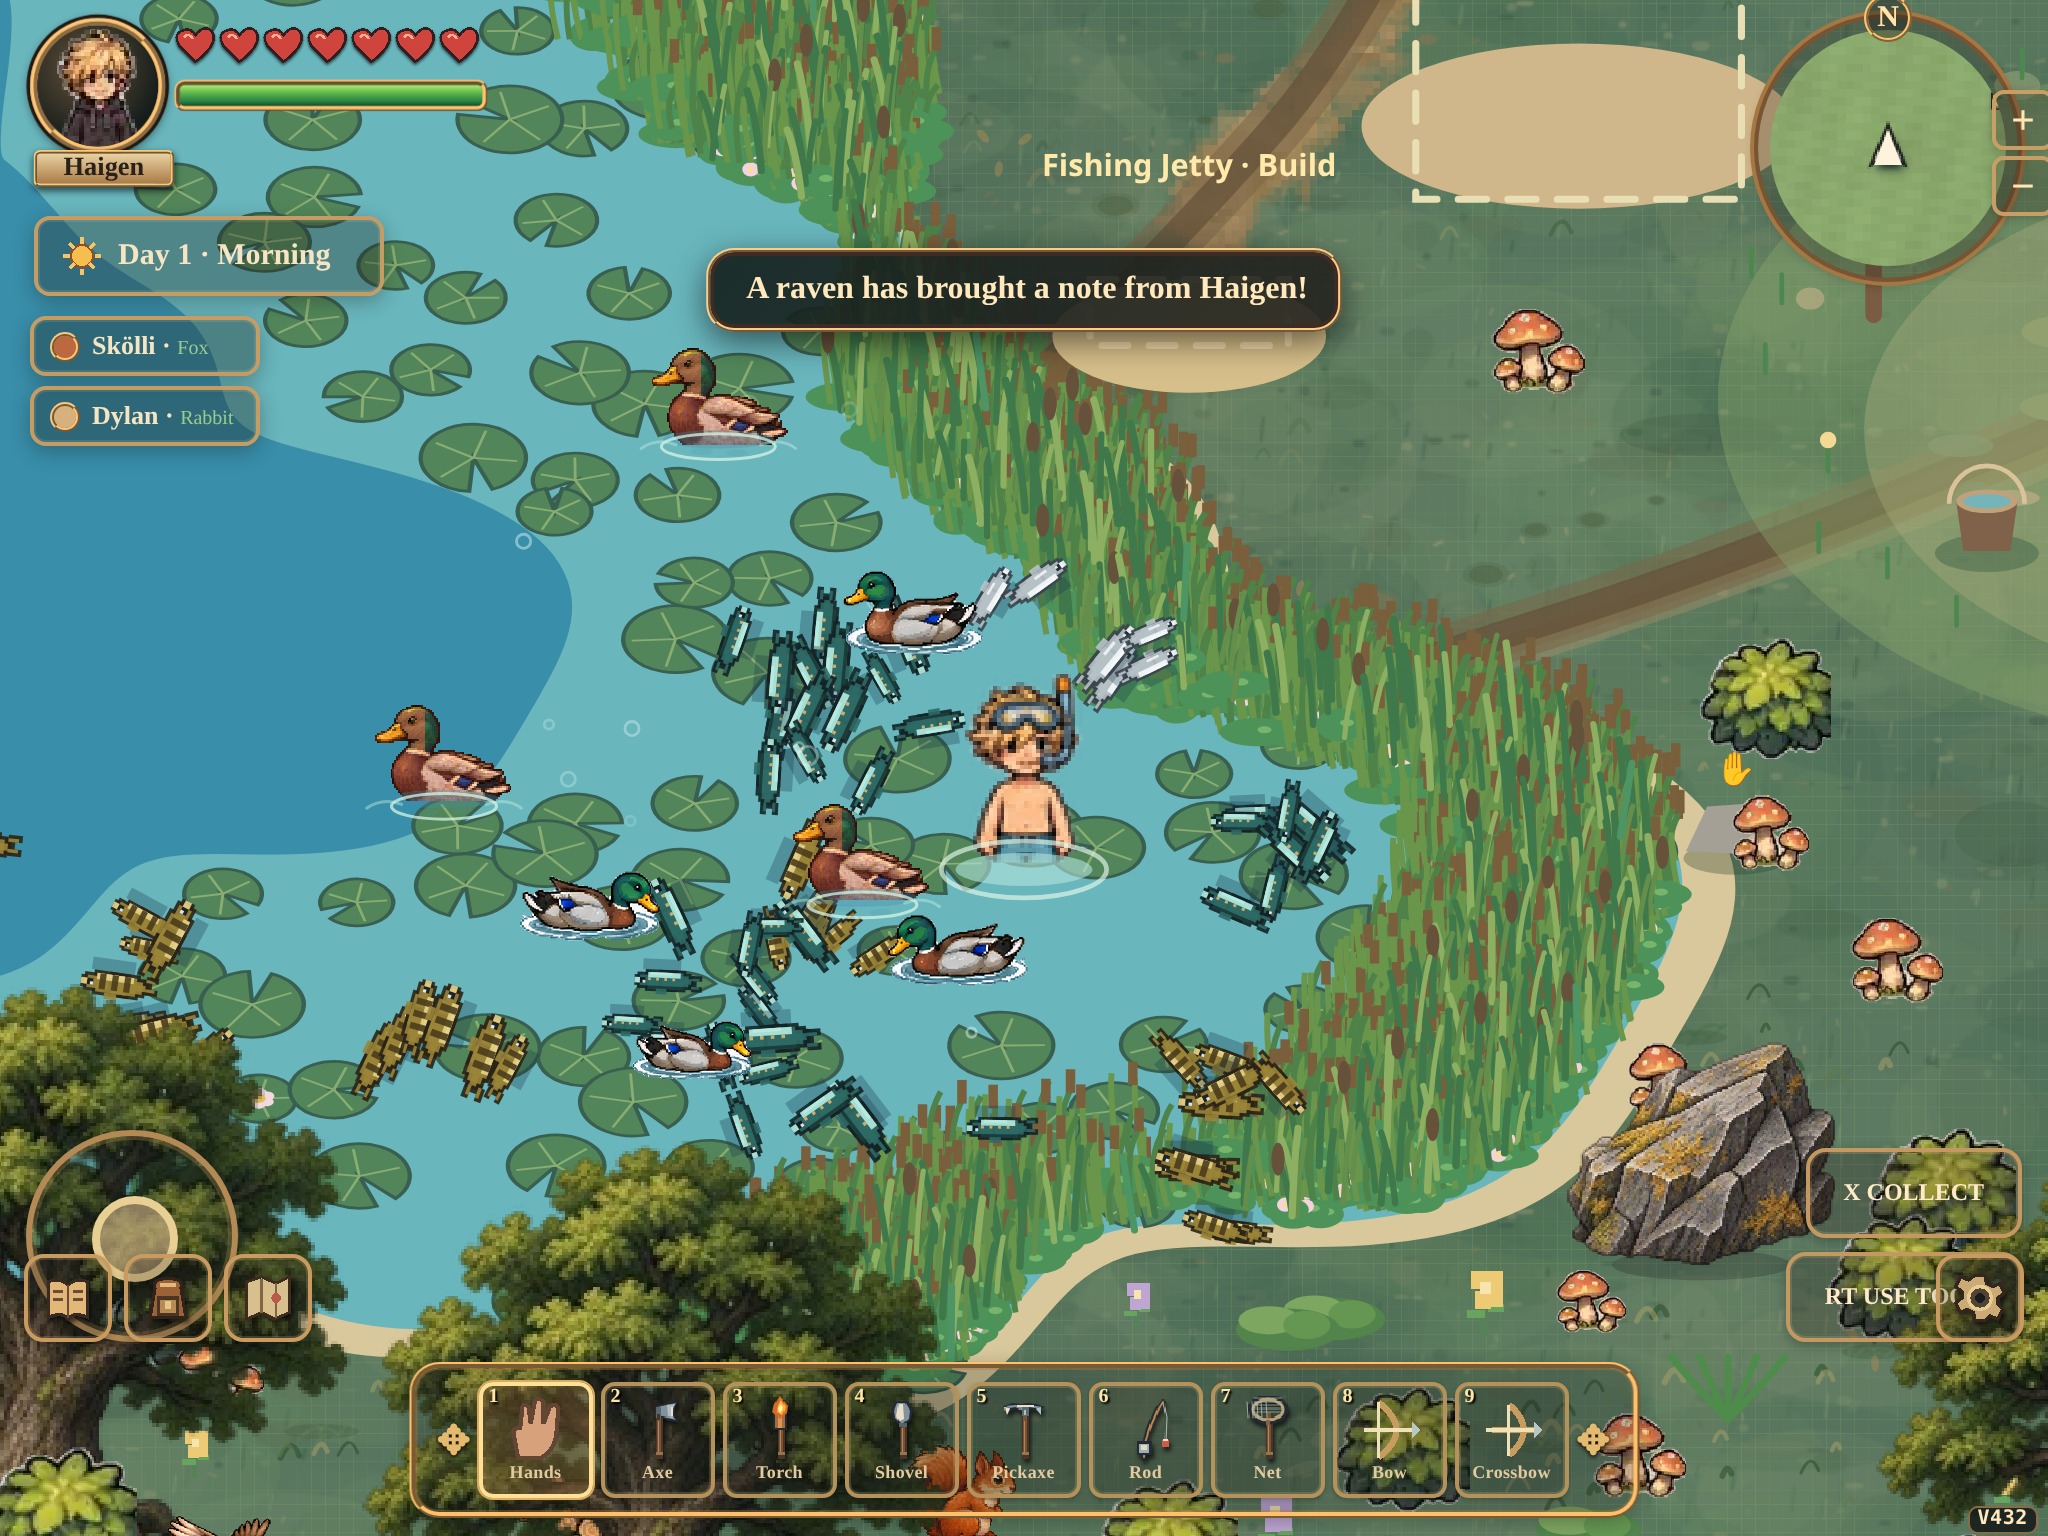 N
Haigen
+
−
Fishing Jetty · Build
Day 1 · Morning
A raven has brought a note from Haigen!
Skölli · Fox
Dylan · Rabbit
X COLLECT
RT USE TOO
1 Hands
2 Axe
3 Torch
4 Shovel
5 Pickaxe
6 Rod
7 Net
8 Bow
9 Crossbow
V432